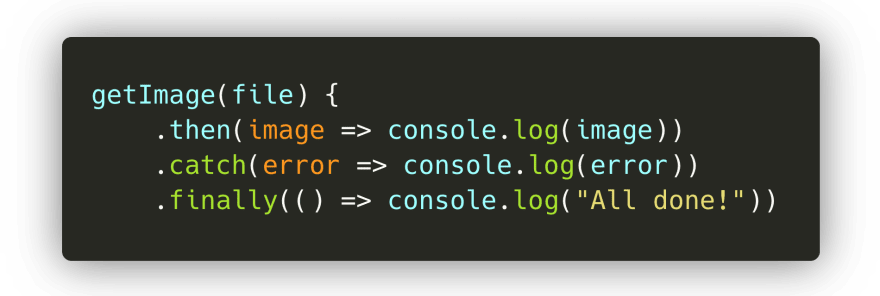 getImage(file) {
.then(image => console.log(image))
.catch(error => console.log(error))
.finally(() => console.log("All done!"))